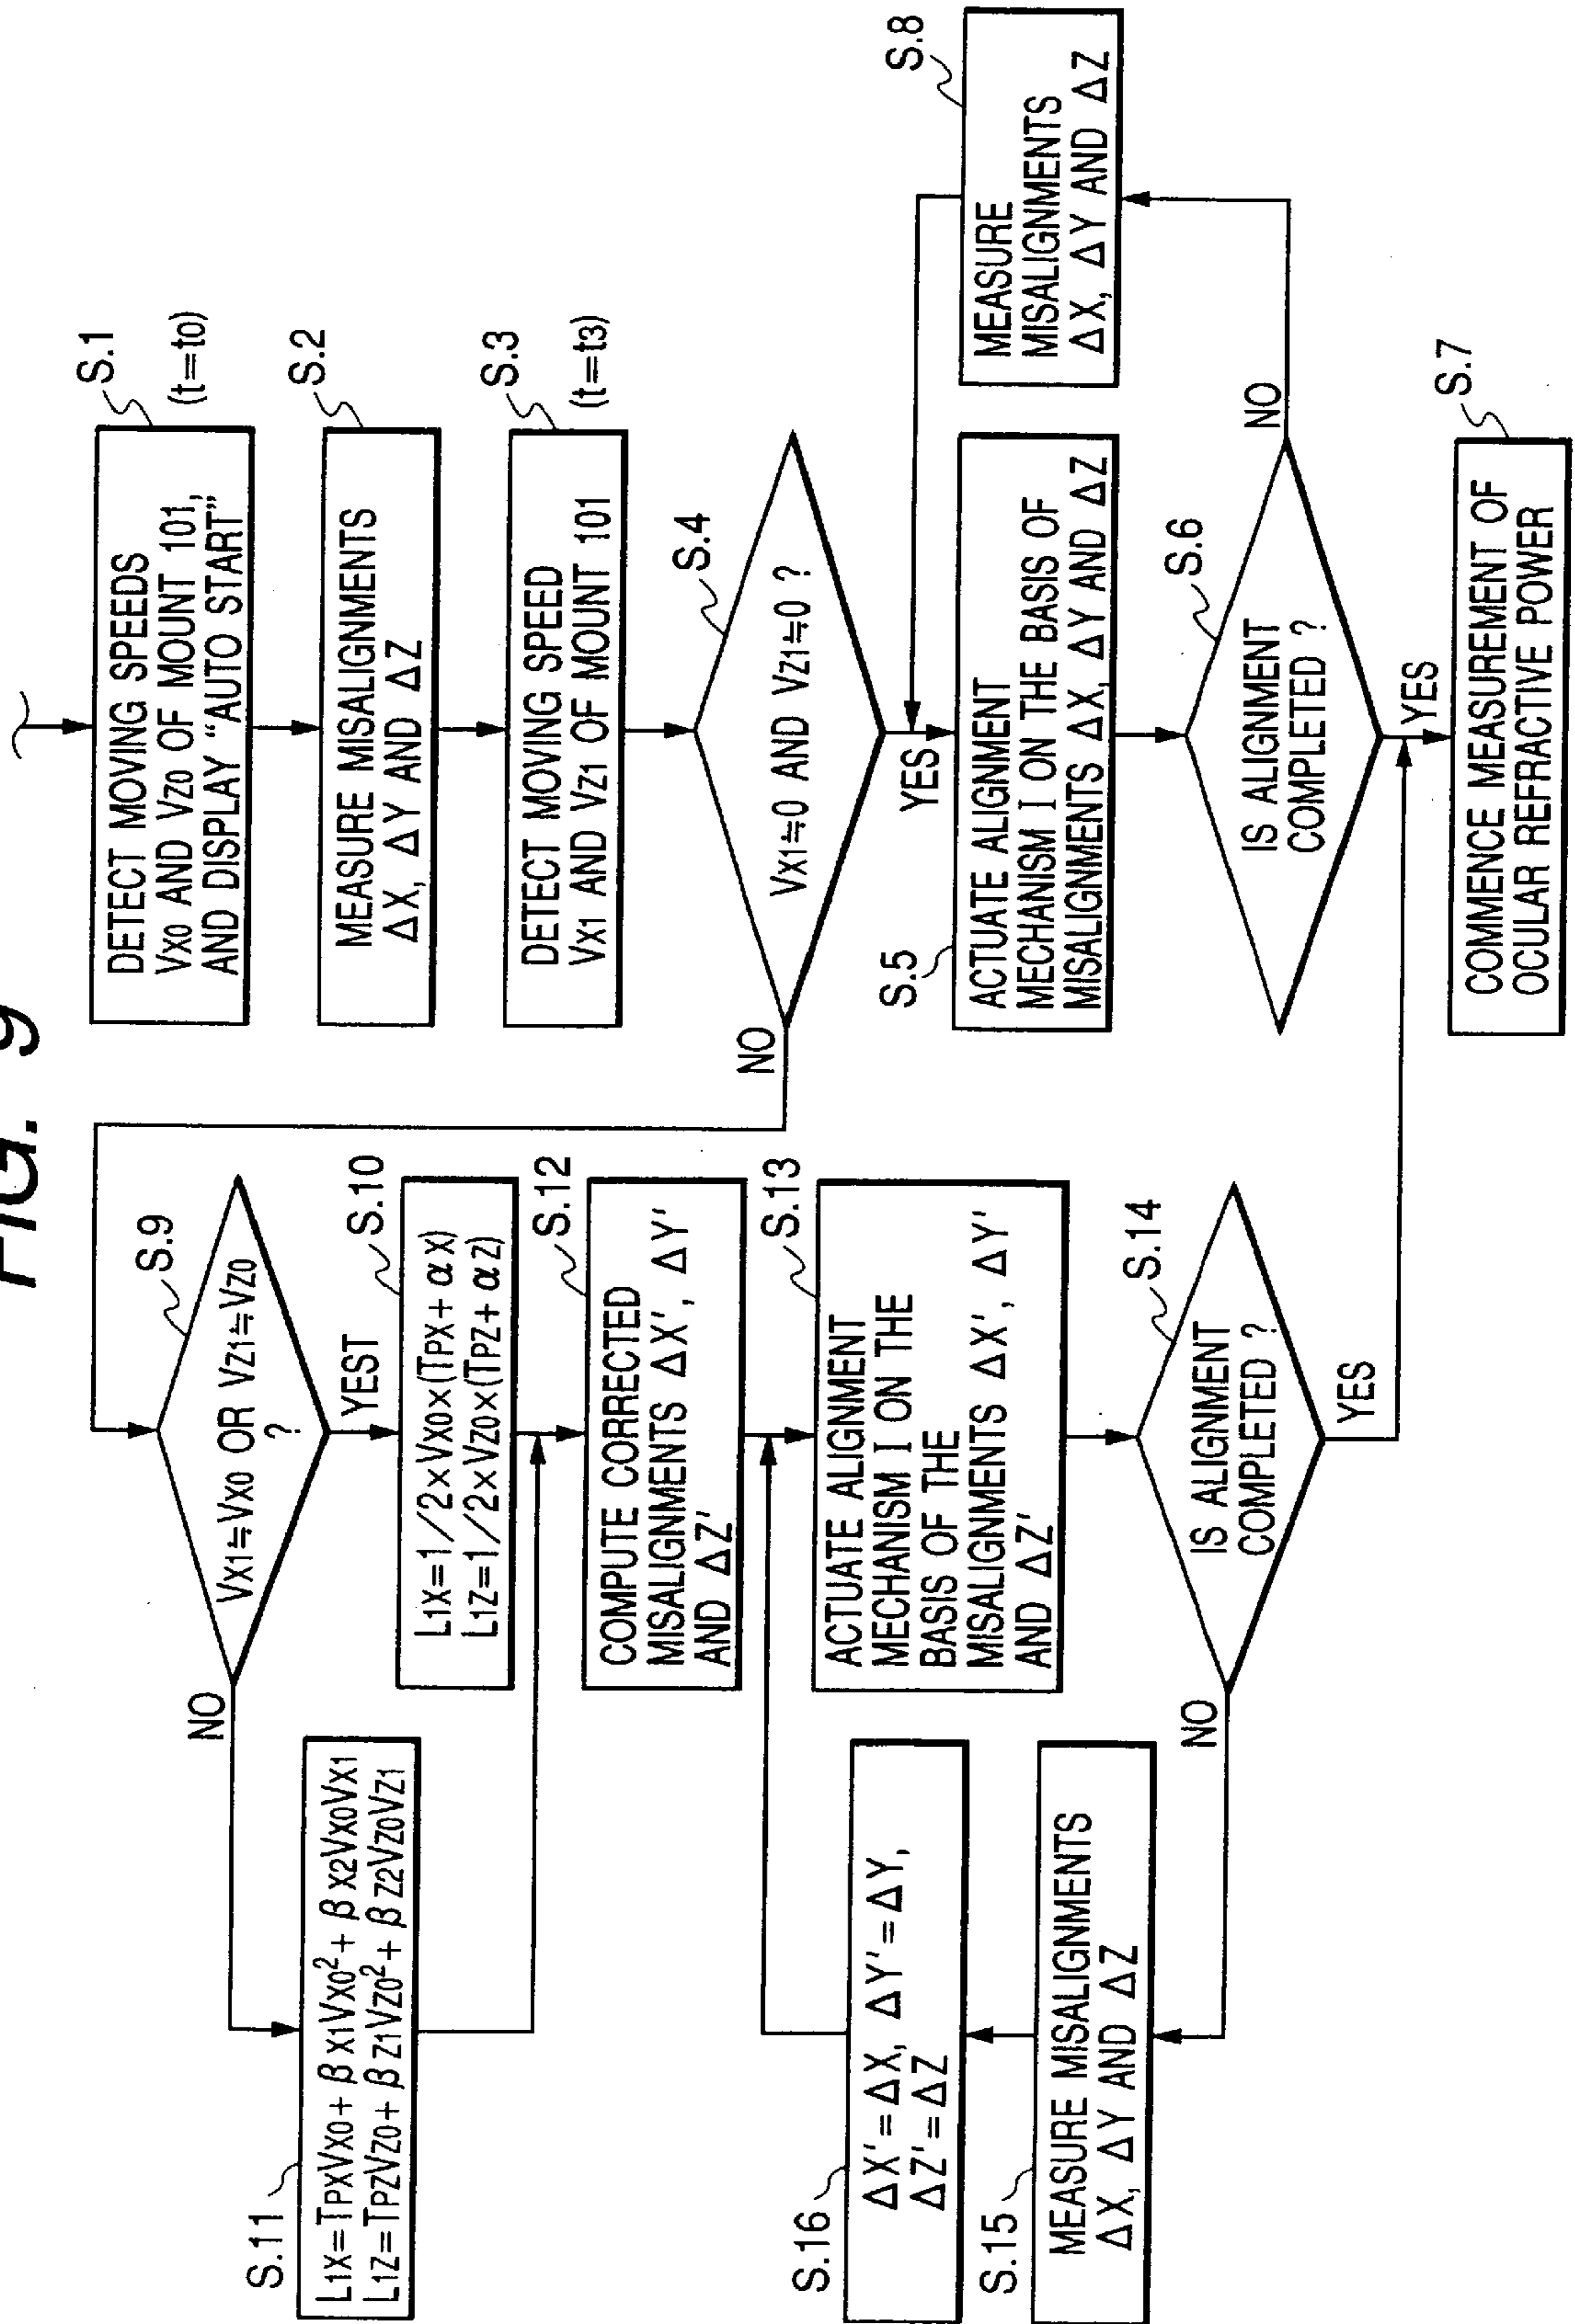 FIG. 9
DETECT MOVING SPEEDS
VX0 AND VZ0 OF MOUNT 101,
AND DISPLAY "AUTO START"
S.1
(t=t0)
MEASURE MISALIGNMENTS
ΔX, ΔY AND ΔZ
S.2
DETECT MOVING SPEED
VX1 AND VZ1 OF MOUNT 101
S.3
(t=t3)
VX1≒0 AND VZ1≒0 ?
S.4
NO
YES
S.5
ACTUATE ALIGNMENT
MECHANISM I ON THE BASIS OF
MISALIGNMENTS ΔX, ΔY AND ΔZ
S.8
MEASURE
MISALIGNMENTS
ΔX, ΔY AND ΔZ
IS ALIGNMENT
COMPLETED ?
S.6
NO
YES
COMMENCE MEASUREMENT OF
OCULAR REFRACTIVE POWER
S.7
VX1≒VX0 OR VZ1≒VZ0
?
S.9
NO
YEST
S.10
L1X=1/2×VX0×(TPX+αX)
L1Z=1/2×VZ0×(TPZ+αZ)
S.11
L1X=TPXVX0+βX1VX0²+βX2VX0VX1
L1Z=TPZVZ0+βZ1VZ0²+βZ2VZ0VZ1
S.12
COMPUTE CORRECTED
MISALIGNMENTS ΔX', ΔY'
AND ΔZ'
S.13
ACTUATE ALIGNMENT
MECHANISM I ON THE
BASIS OF THE
MISALIGNMENTS ΔX', ΔY'
AND ΔZ'
S.14
IS ALIGNMENT
COMPLETED ?
NO
YES
S.16
ΔX'=ΔX, ΔY'=ΔY,
ΔZ'=ΔZ
S.15
MEASURE MISALIGNMENTS
ΔX, ΔY AND ΔZ